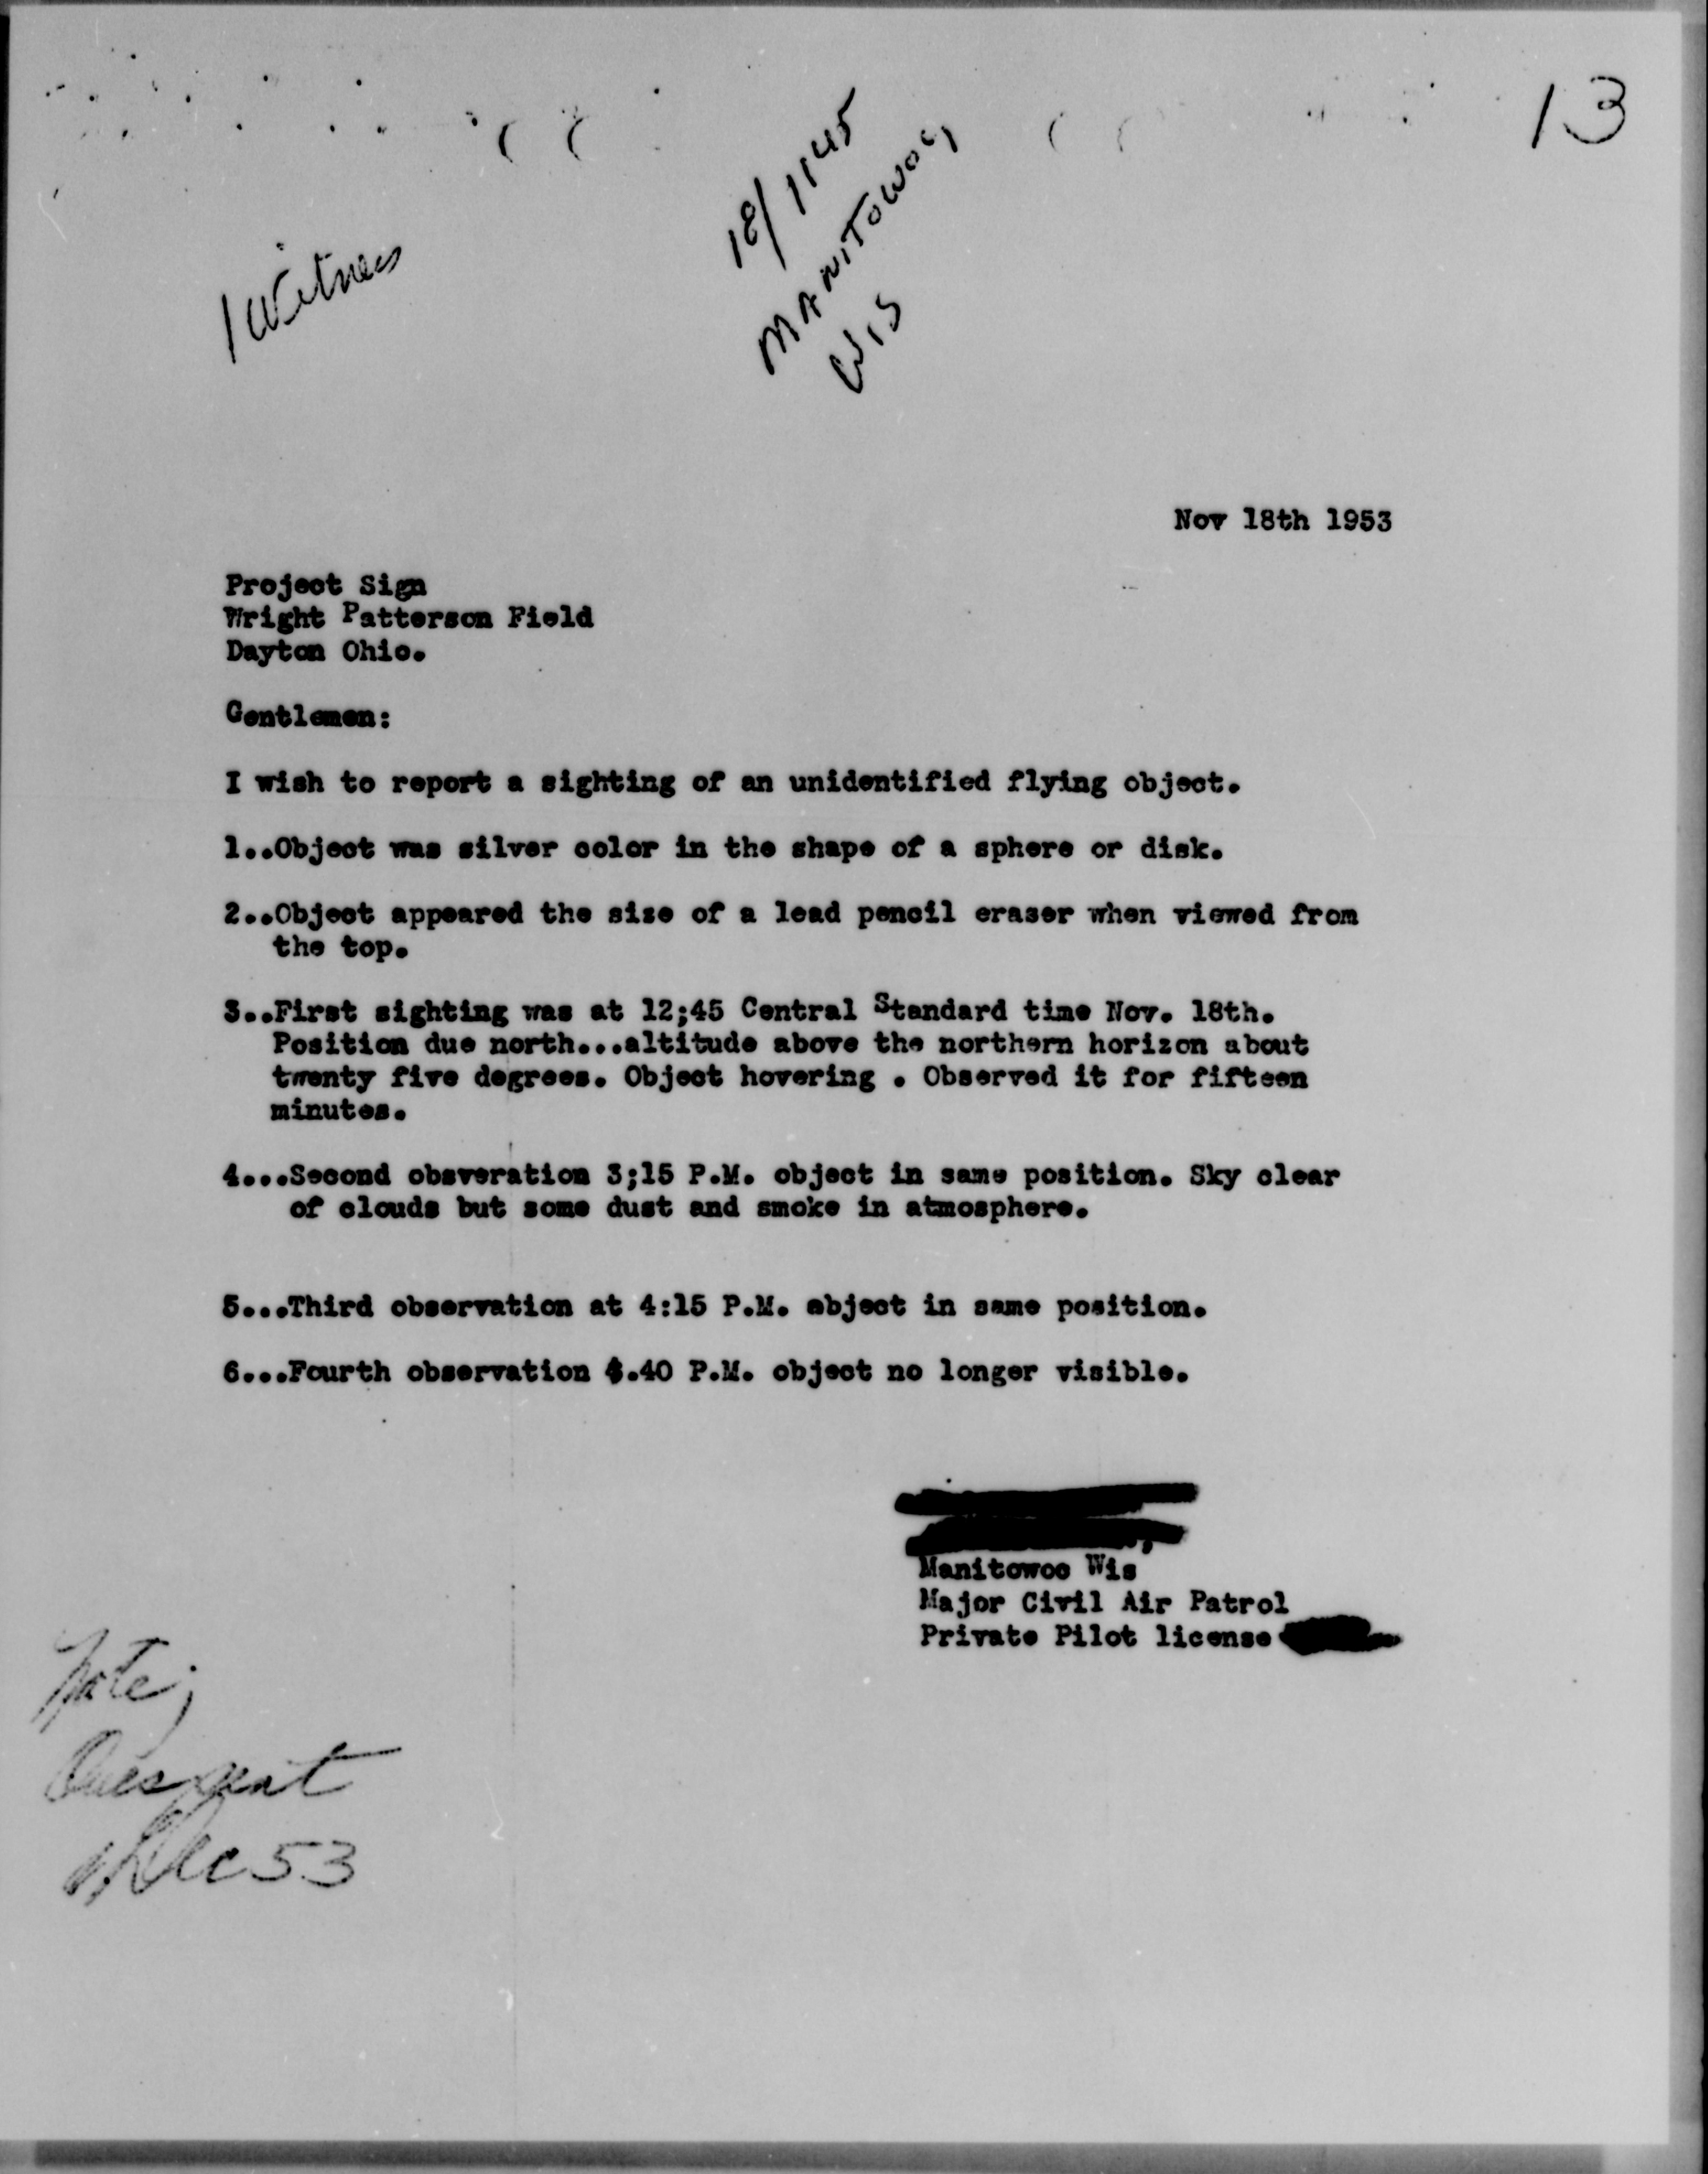 13
18/1145
MANITOWOC,
WIS
1 Witness
Nov 18th 1953
Project Sign
Wright Patterson Field
Dayton Ohio.
Gentlemen:
I wish to report a sighting of an unidentified flying object.
1..Object was silver color in the shape of a sphere or disk.
2..Object appeared the size of a lead pencil eraser when viewed from
the top.
3..First sighting was at 12;45 Central Standard time Nov. 18th.
Position due north...altitude above the northern horizon about
twenty five degrees. Object hovering . Observed it for fifteen
minutes.
4...Second obsveration 3;15 P.M. object in same position. Sky clear
of clouds but some dust and smoke in atmosphere.
5...Third observation at 4:15 P.M. object in same position.
6...Fourth observation 4.40 P.M. object no longer visible.
Manitowoc Wis
Major Civil Air Patrol
Private Pilot license
Note;
Ques sent
Dec 53